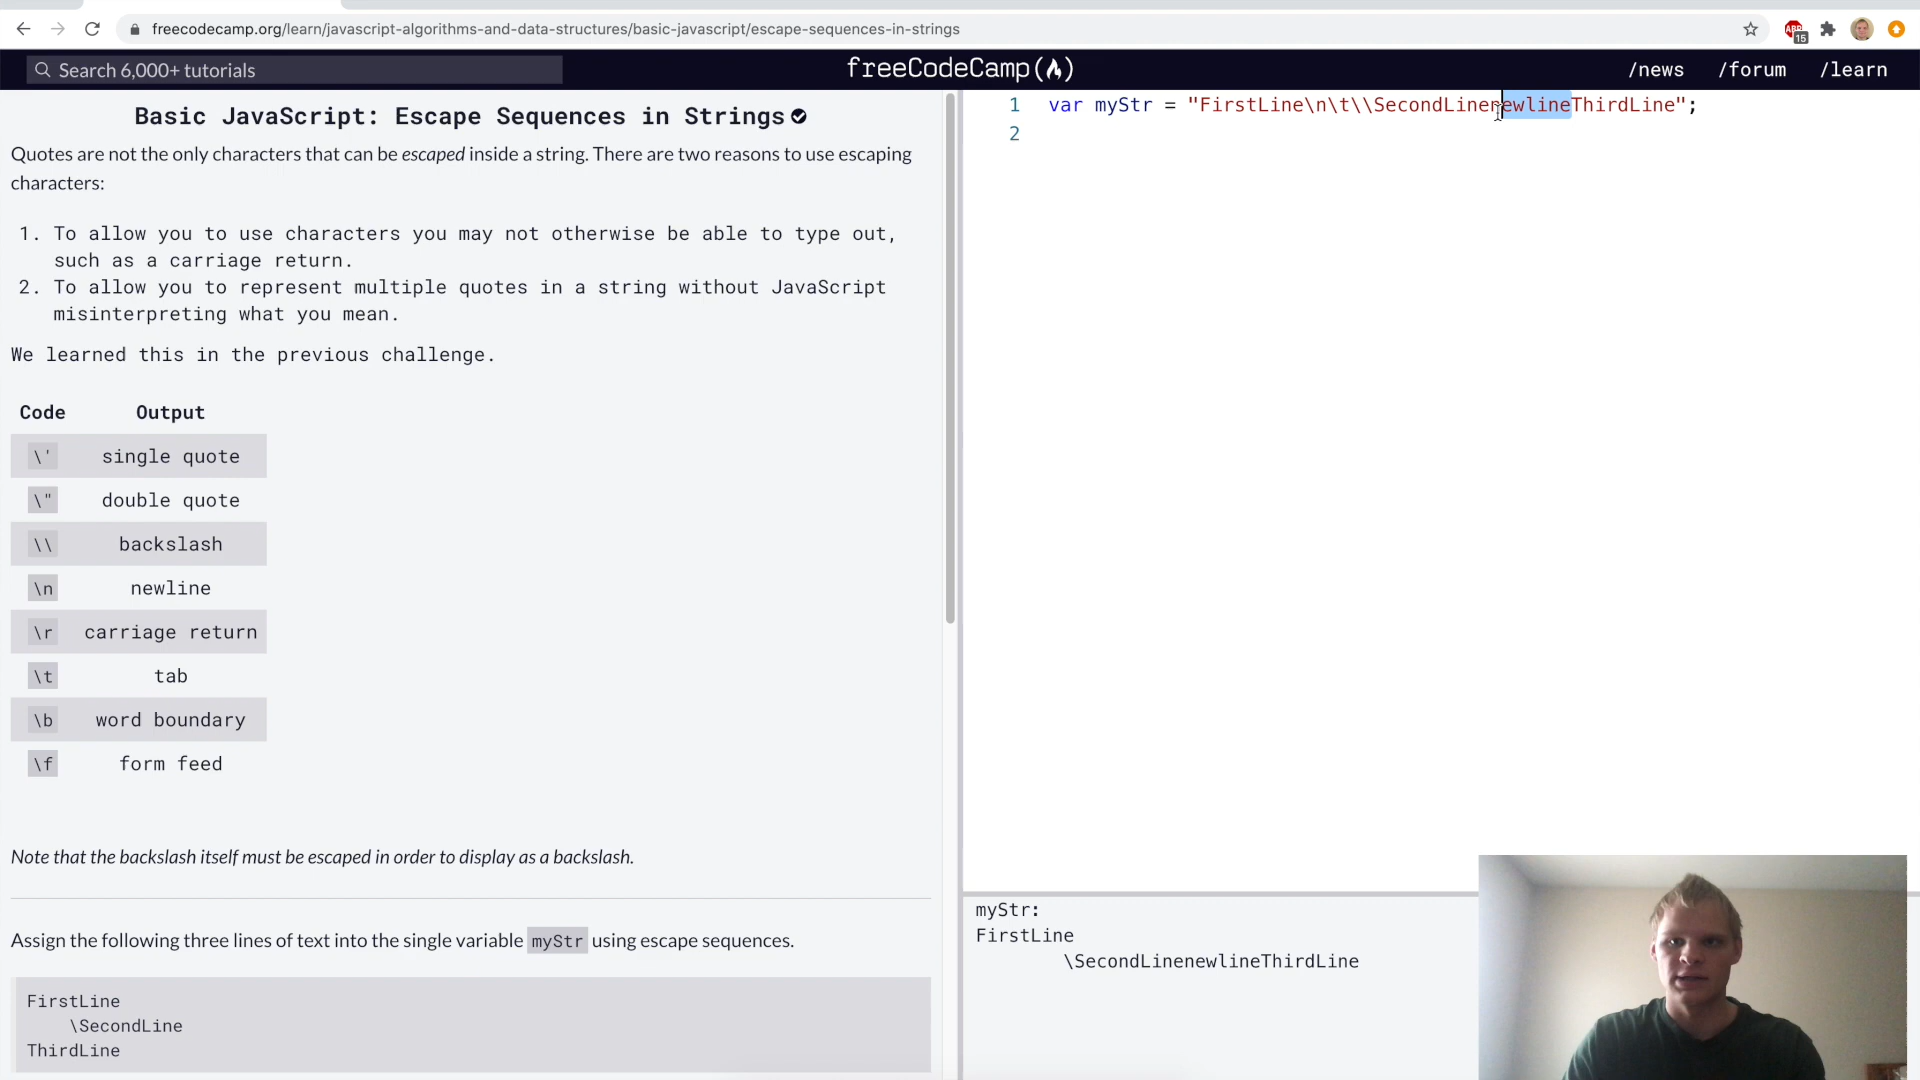 freecodecamp.org/learn/javascript-algorithms-and-data-structures/basic-javascript/escape-sequences-in-strings
ABP
15
Search 6,000+ tutorials
freeCodeCamp
/news
/forum
/learn
Basic JavaScript: Escape Sequences in Strings
Quotes are not the only characters that can be escaped inside a string. There are two reasons to use escaping
characters:
1. To allow you to use characters you may not otherwise be able to type out,
such as a carriage return.
2. To allow you to represent multiple quotes in a string without JavaScript
misinterpreting what you mean.
We learned this in the previous challenge.
Code Output
\' single quote
\" double quote
\\ backslash
\n newline
\r carriage return
\t tab
\b word boundary
\f form feed
Note that the backslash itself must be escaped in order to display as a backslash.
Assign the following three lines of text into the single variable myStr using escape sequences.
FirstLine
\SecondLine
ThirdLine
1 var myStr = "FirstLine\n\t\\SecondLinenewlineThirdLine";
2
myStr:
FirstLine
\SecondLinenewlineThirdLine